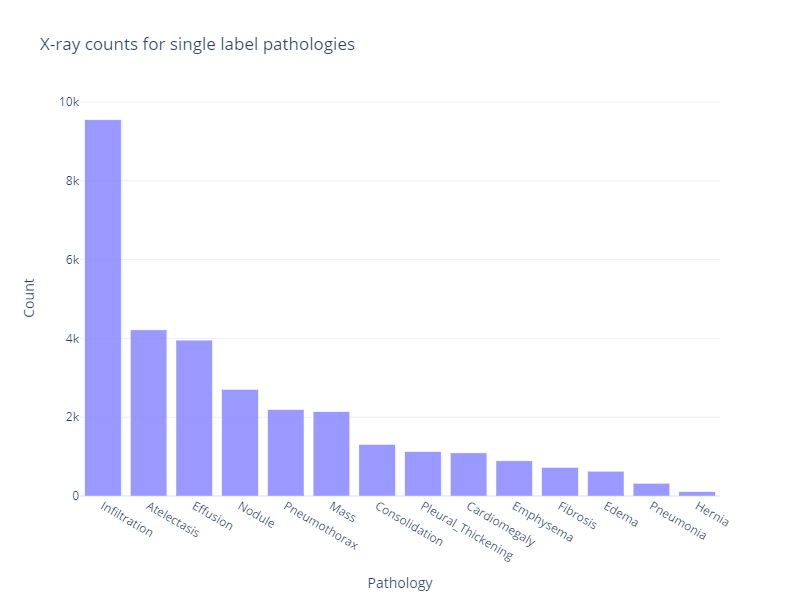 X-ray counts for single label pathologies
10k
8k
6k
4k
2k
0
Count
Infiltration
Atelectasis
Effusion
Nodule
Pneumothorax
Mass
Consolidation
Pleural_Thickening
Cardiomegaly
Emphysema
Fibrosis
Edema
Pneumonia
Hernia
Pathology